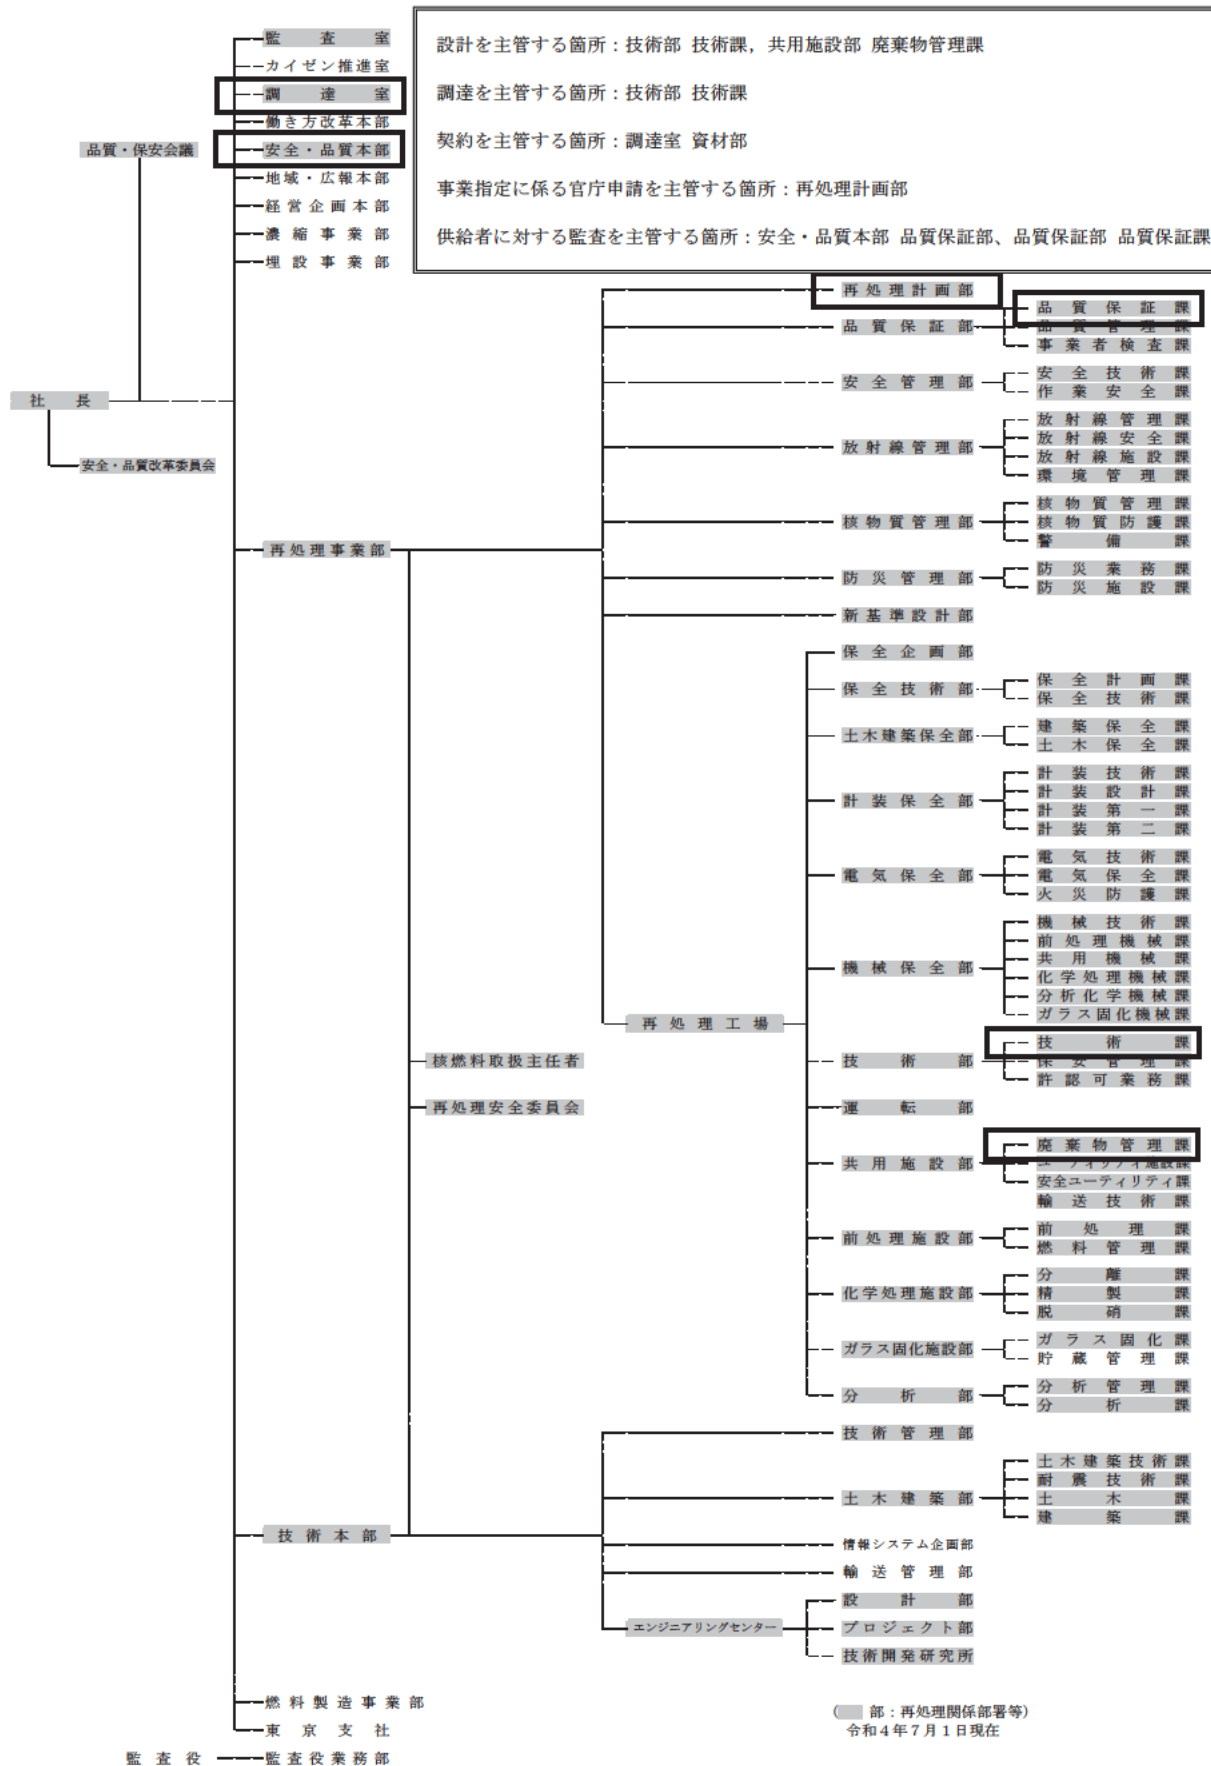 監査室
カイゼン推進室
調達室
働き方改革本部
品質・保安会議
安全・品質本部
地域・広報本部
経営企画本部
濃縮事業部
埋設事業部
設計を主管する箇所：技術部 技術課，共用施設部 廃棄物管理課
調達を主管する箇所：技術部 技術課
契約を主管する箇所：調達室 資材部
事業指定に係る官庁申請を主管する箇所：再処理計画部
供給者に対する監査を主管する箇所：安全・品質本部 品質保証部、品質保証部 品質保証課
社長
安全・品質改革委員会
再処理事業部
再処理計画部
品質保証部
品質保証課
品質管理課
事業者検査課
安全管理部
安全技術課
作業安全課
放射線管理部
放射線管理課
放射線安全課
放射線施設課
環境管理課
核物質管理部
核物質管理課
核物質防護課
警備課
防災管理部
防災業務課
防災施設課
新基準設計部
再処理工場
保全企画部
保全技術部
保全計画課
保全技術課
土木建築保全部
建築保全課
土木保全課
計装保全部
計装技術課
計装設計課
計装第一課
計装第二課
電気保全部
電気技術課
電気保全課
火災防護課
機械保全部
機械技術課
前処理機械課
共用機械課
化学処理機械課
分析化学機械課
ガラス固化機械課
技術部
技術課
保安管理課
許認可業務課
運転部
共用施設部
廃棄物管理課
ユーティリティ施設課
安全ユーティリティ課
輸送技術課
前処理施設部
前処理課
燃料管理課
化学処理施設部
分離課
精製課
脱硝課
ガラス固化施設部
ガラス固化課
貯蔵管理課
分析部
分析管理課
分析課
核燃料取扱主任者
再処理安全委員会
技術本部
技術管理部
土木建築部
土木建築技術課
耐震技術課
土木課
建築課
情報システム企画部
輸送管理部
エンジニアリングセンター
設計部
プロジェクト部
技術開発研究所
燃料製造事業部
東京支社
監査役
監査役業務部
（ 部：再処理関係部署等）
令和４年７月１日現在